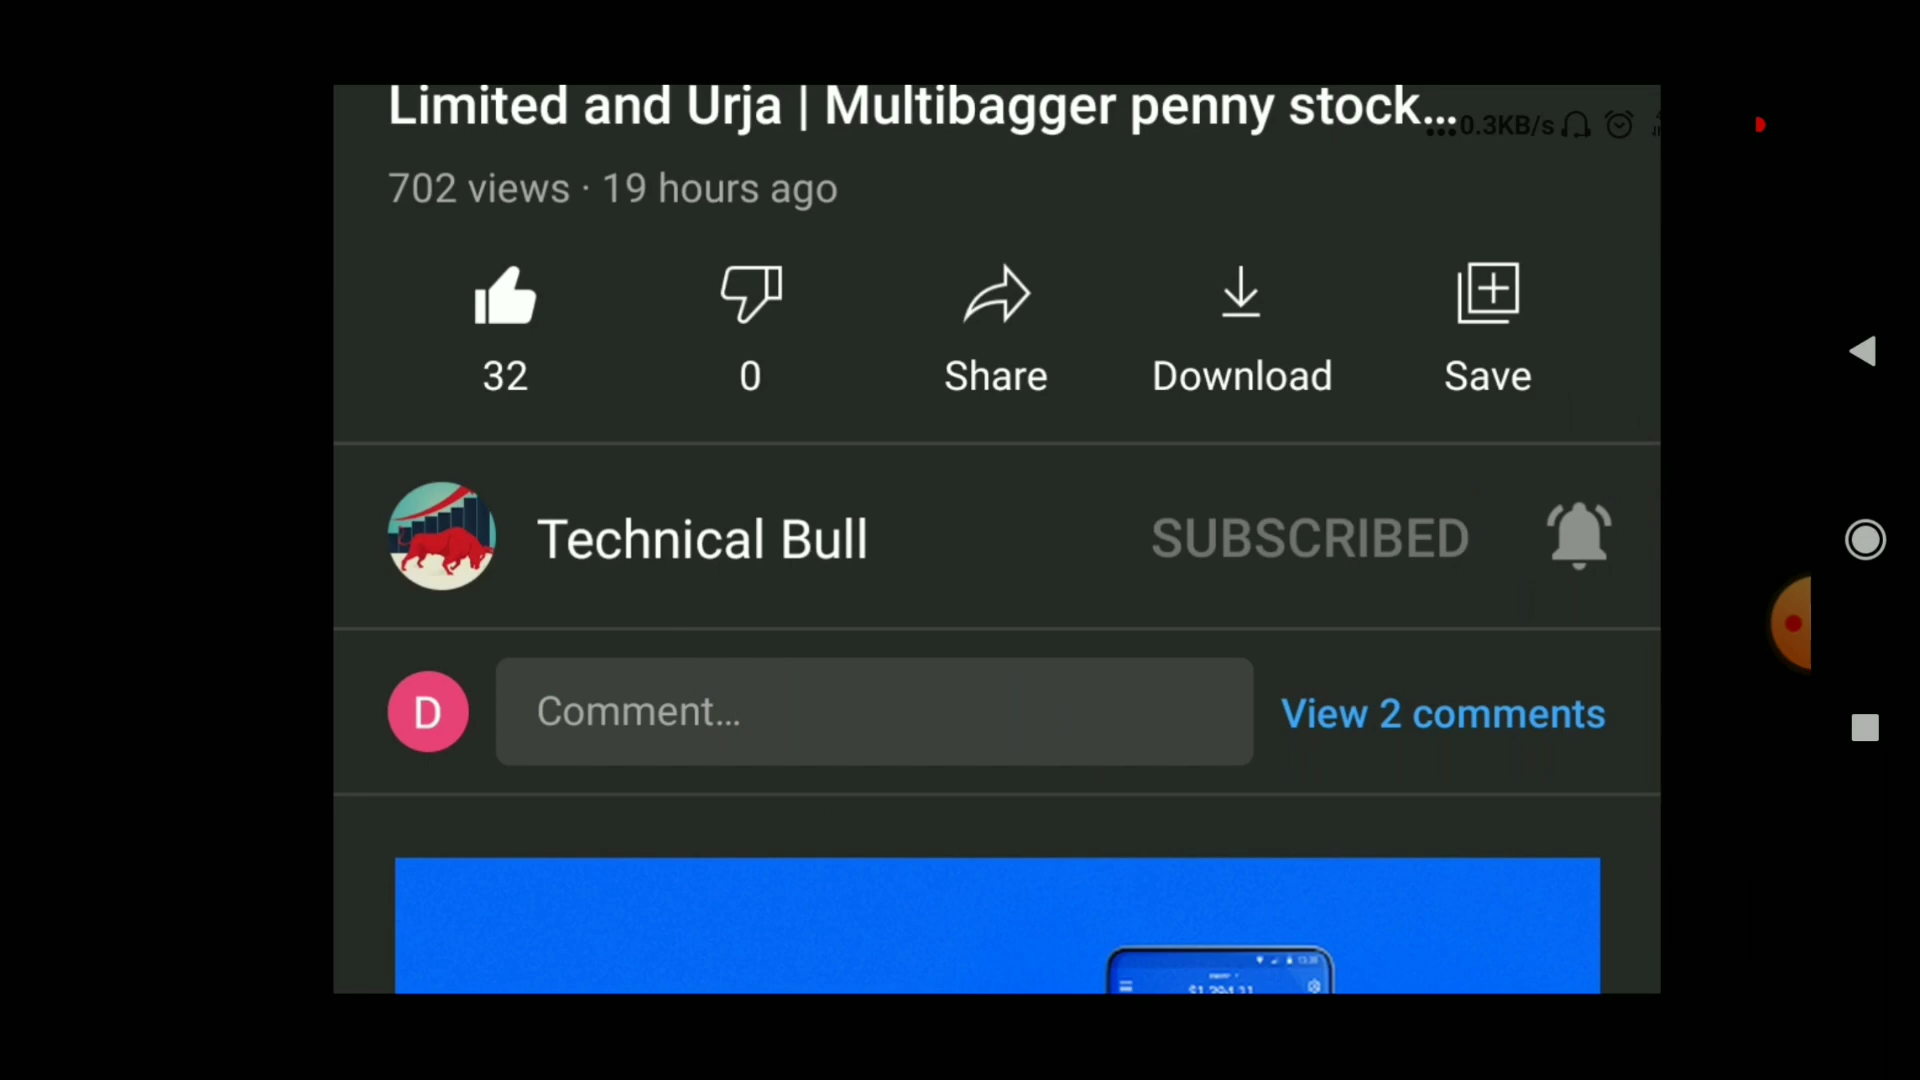 Limited and Urja | Multibagger penny stock...
...0.3KB/s
702 views · 19 hours ago
32
0
Share
Download
Save
Technical Bull
SUBSCRIBED
D
Comment...
View 2 comments